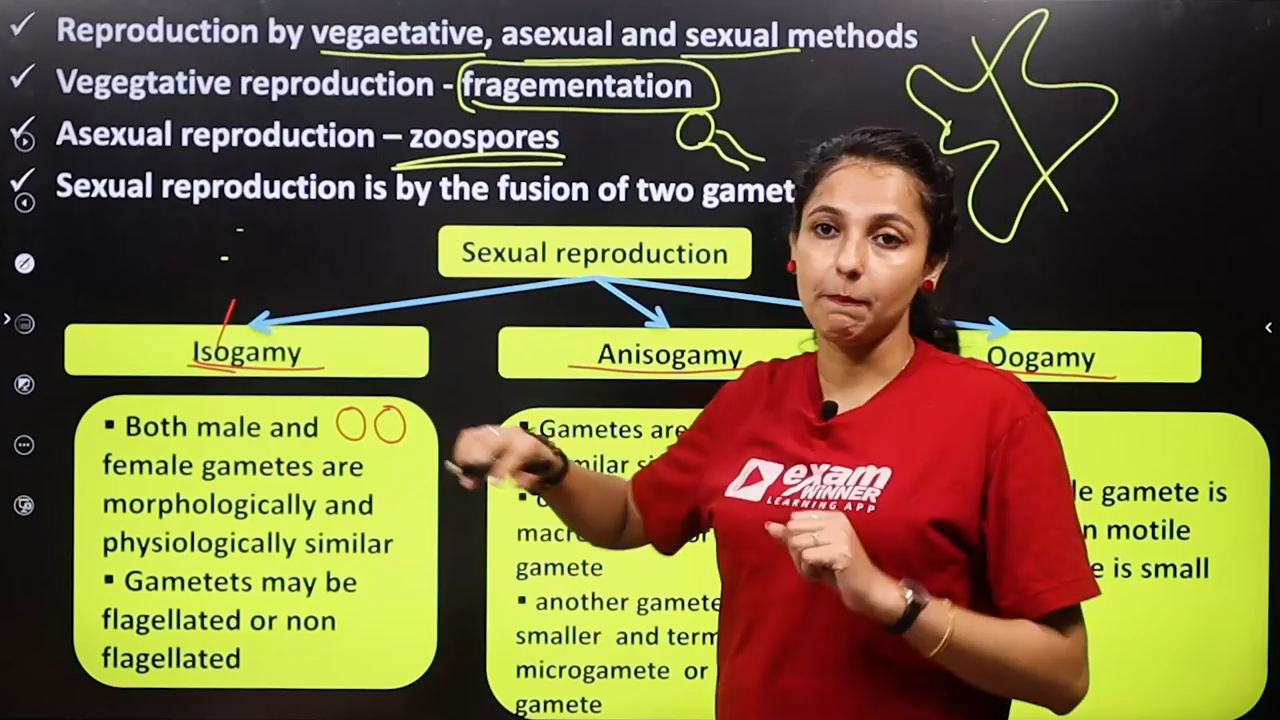 Reproduction by vegaetative, asexual and sexual methods
Vegegtative reproduction - fragementation
Asexual reproduction – zoospores
Sexual reproduction is by the fusion of two gamet
Sexual reproduction
Isogamy
Anisogamy
Oogamy
▪ Both male and
female gametes are
morphologically and
physiologically similar
▪ Gametets may be
flagellated or non
flagellated
▪ Gametes are
gamete
▪ another gamete
smaller and term
microgamete or
gamete
gamete is
motile
is small
exam
WINNER
LEARNING APP